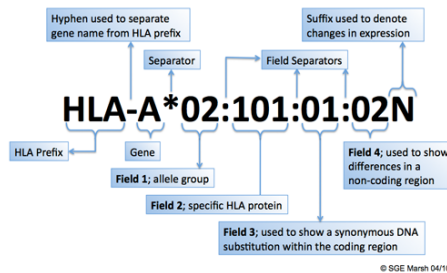 Hyphen used to separate
gene name from HLA prefix
Suffix used to denote
changes in expression
Separator
Field Separators
HLA-A*02:101:01:02N
HLA Prefix
Gene
Field 4; used to show
differences in a
non-coding region
Field 1; allele group
Field 2; specific HLA protein
Field 3; used to show a synonymous DNA
substitution within the coding region
© SGE Marsh 04/10